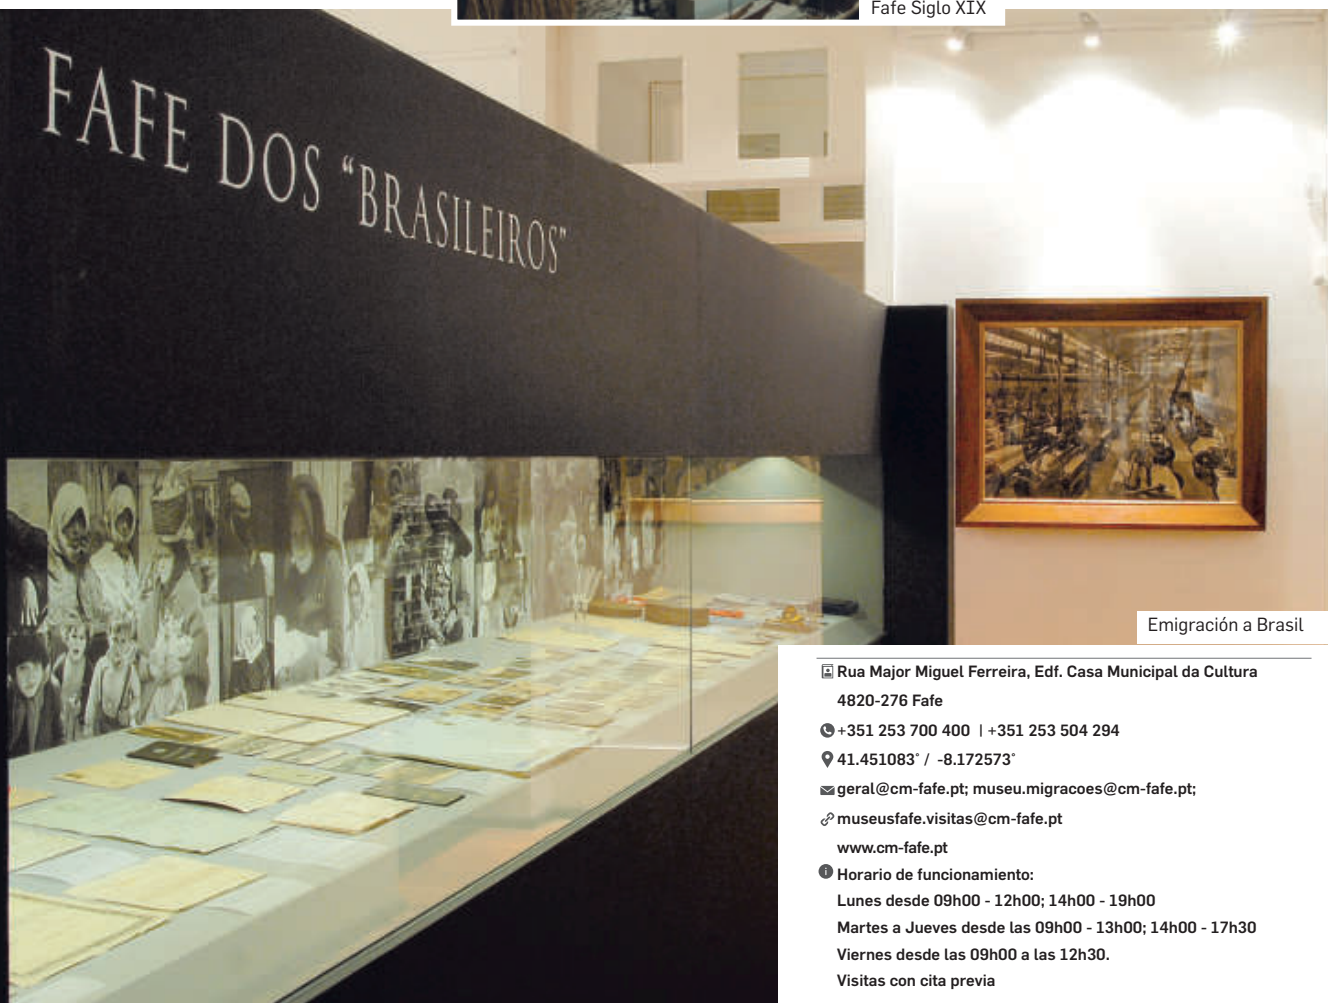 Fafe Siglo XIX
FAFE DOS “BRASILEIROS”
Emigración a Brasil
Rua Major Miguel Ferreira, Edf. Casa Municipal da Cultura
4820-276 Fafe
+351 253 700 400 | +351 253 504 294
41.451083° / -8.172573°
geral@cm-fafe.pt; museu.migracoes@cm-fafe.pt;
museusfafe.visitas@cm-fafe.pt
www.cm-fafe.pt
Horario de funcionamiento:
Lunes desde 09h00 - 12h00; 14h00 - 19h00
Martes a Jueves desde las 09h00 - 13h00; 14h00 - 17h30
Viernes desde las 09h00 a las 12h30.
Visitas con cita previa